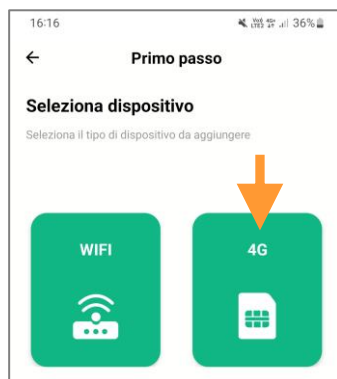 16:16 36%
Primo passo
Seleziona dispositivo
Seleziona il tipo di dispositivo da aggiungere
WIFI 4G